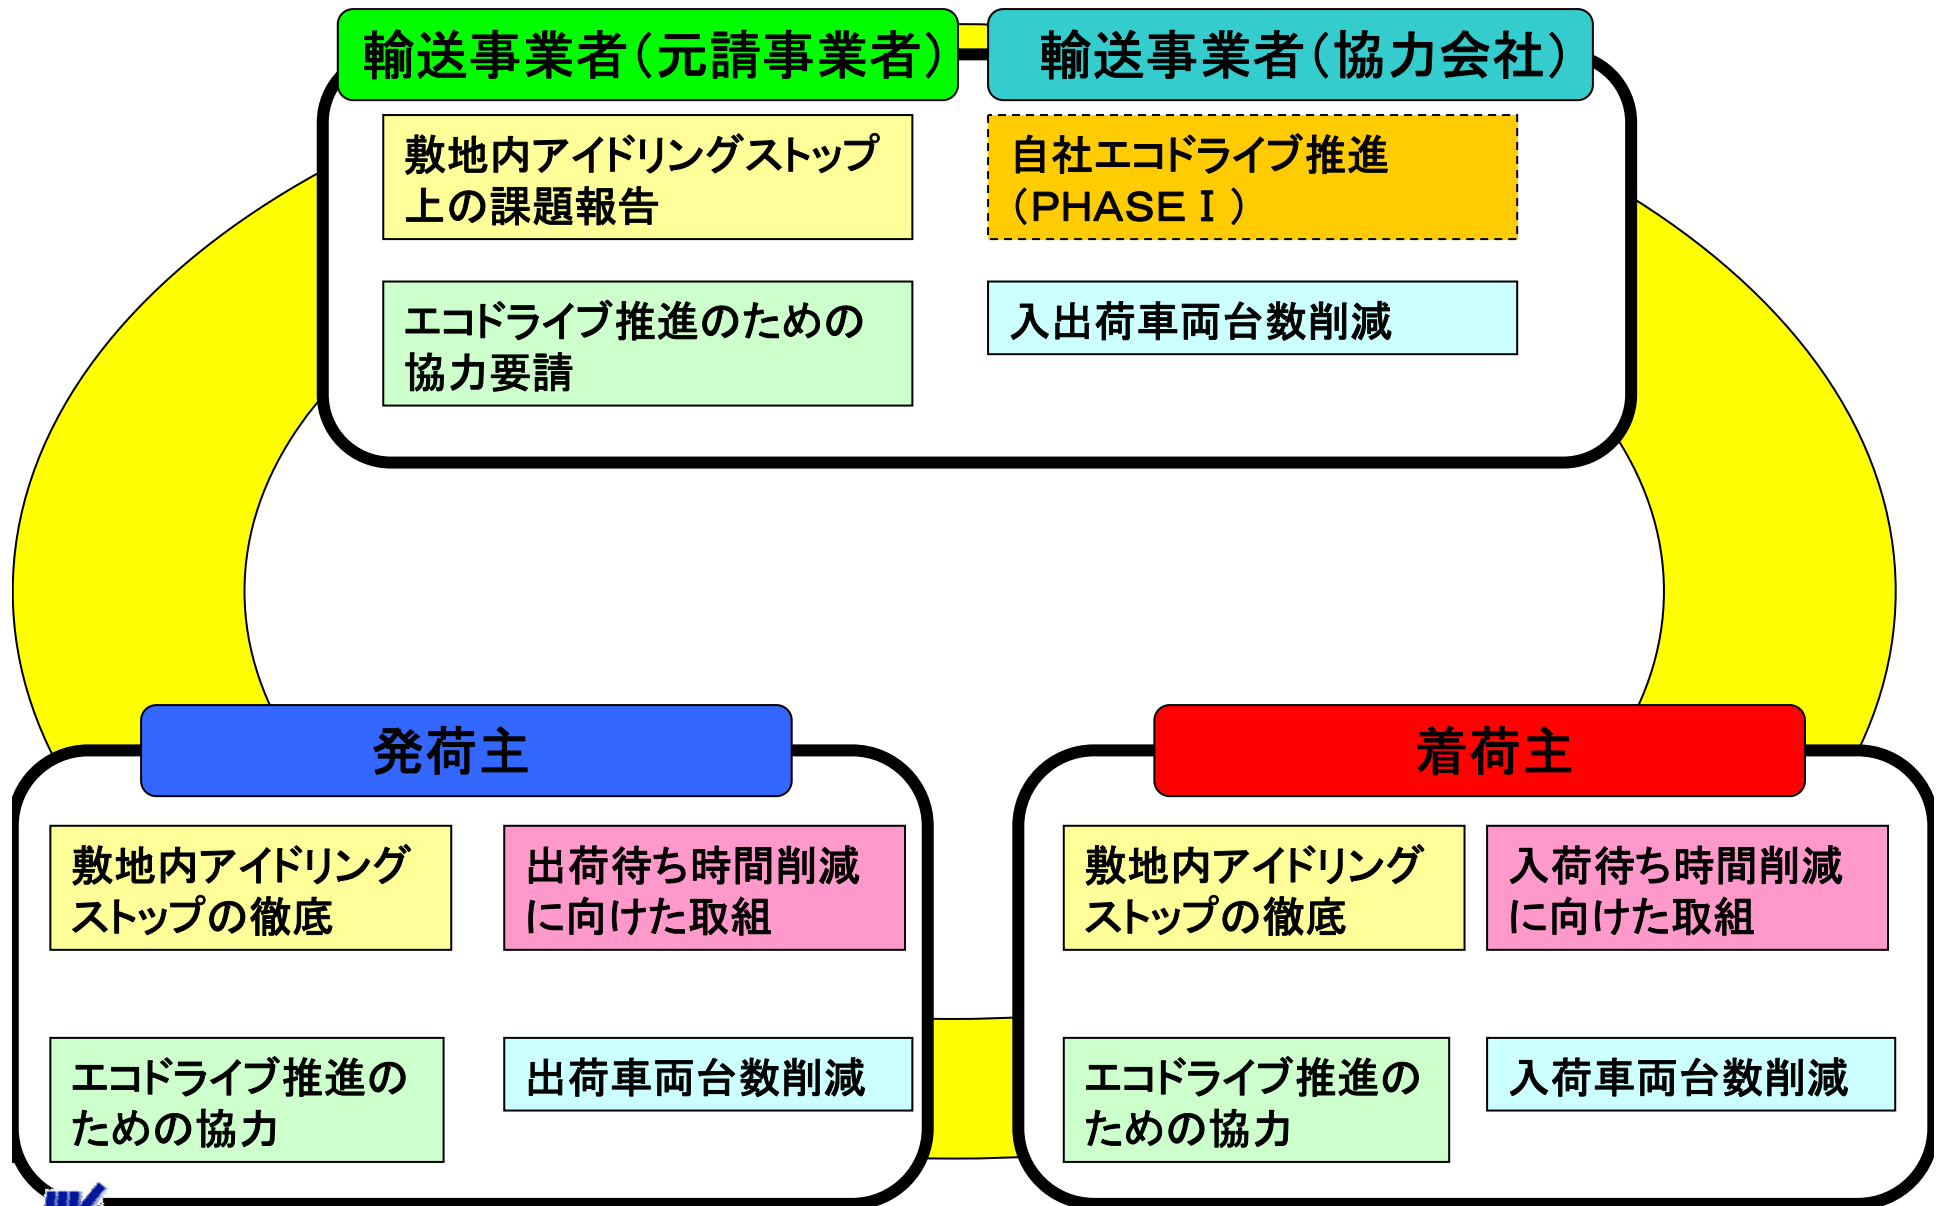 輸送事業者（元請事業者）
輸送事業者（協力会社）
敷地内アイドリングストップ
上の課題報告
自社エコドライブ推進
（PHASEⅠ）
エコドライブ推進のための
協力要請
入出荷車両台数削減
発荷主
敷地内アイドリング
ストップの徹底
出荷待ち時間削減
に向けた取組
エコドライブ推進の
ための協力
出荷車両台数削減
着荷主
敷地内アイドリング
ストップの徹底
入荷待ち時間削減
に向けた取組
エコドライブ推進の
ための協力
入荷車両台数削減